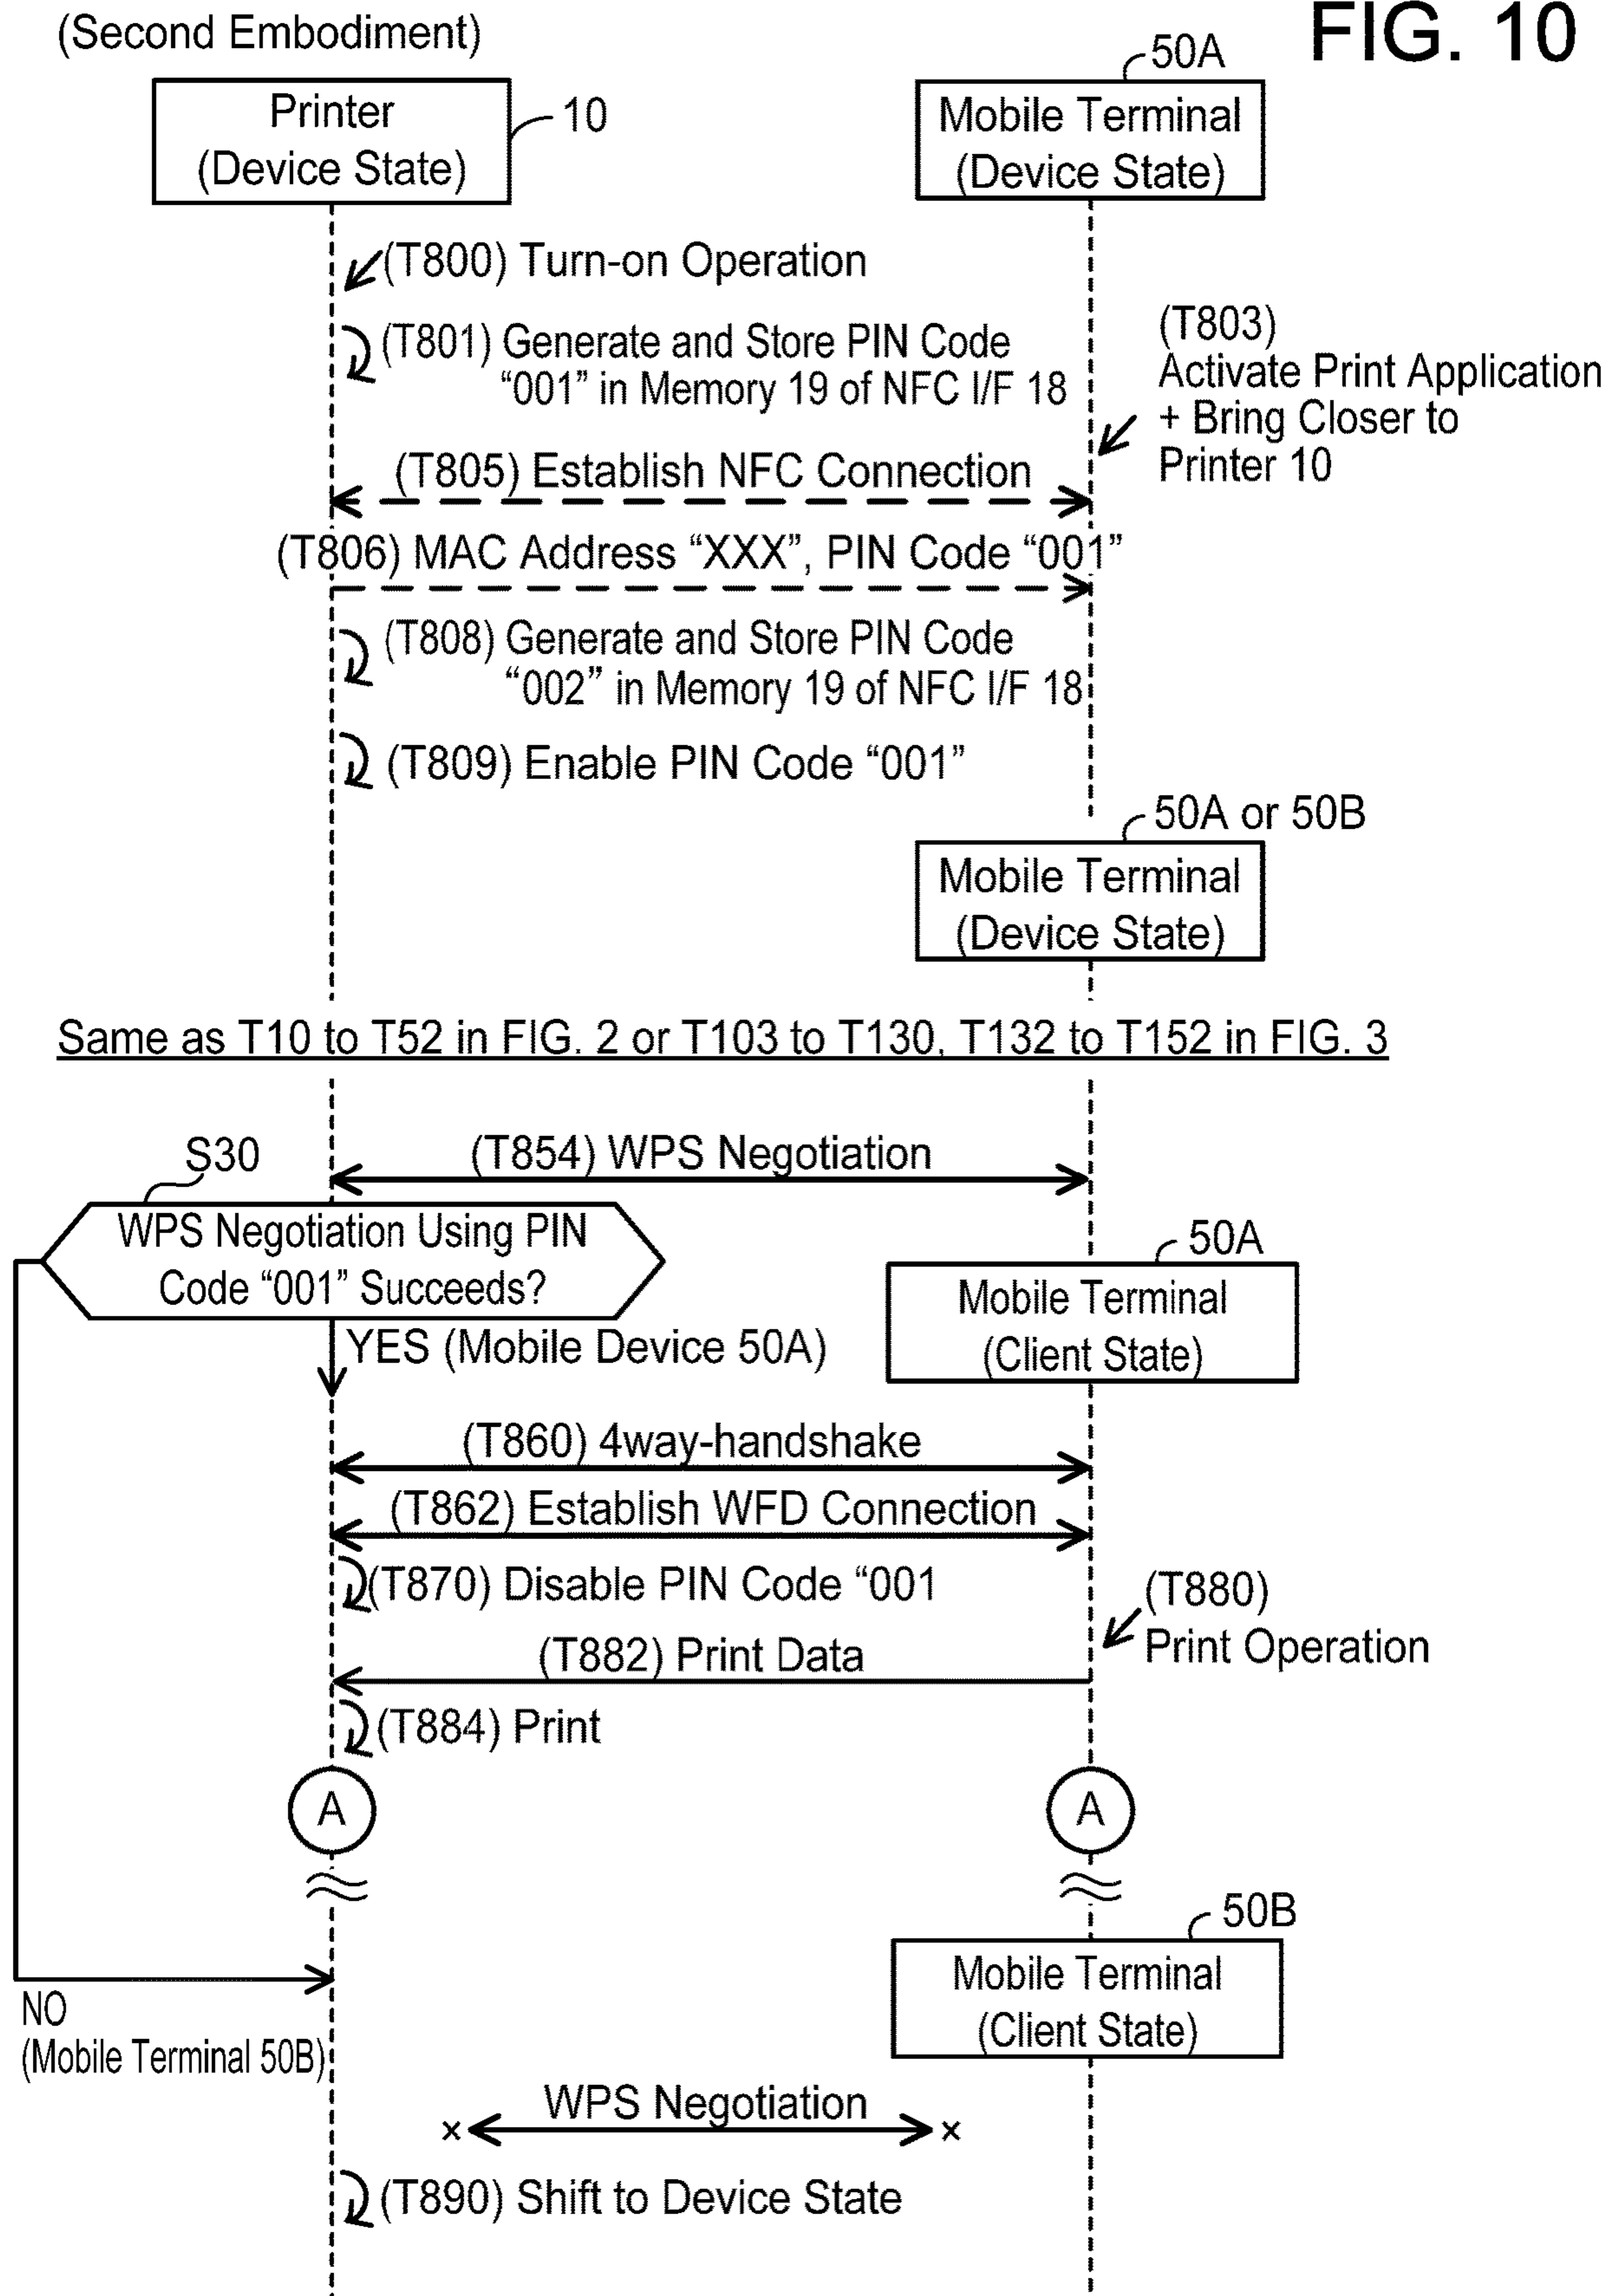 (Second Embodiment)
FIG. 10
Printer
(Device State)
10
50A
Mobile Terminal
(Device State)
(T800) Turn-on Operation
(T801) Generate and Store PIN Code
“001” in Memory 19 of NFC I/F 18
(T803)
Activate Print Application
+ Bring Closer to
Printer 10
(T805) Establish NFC Connection
(T806) MAC Address “XXX”, PIN Code “001”
(T808) Generate and Store PIN Code
“002” in Memory 19 of NFC I/F 18
(T809) Enable PIN Code “001”
50A or 50B
Mobile Terminal
(Device State)
Same as T10 to T52 in FIG. 2 or T103 to T130, T132 to T152 in FIG. 3
(T854) WPS Negotiation
S30
WPS Negotiation Using PIN
Code “001” Succeeds?
50A
Mobile Terminal
(Client State)
YES (Mobile Device 50A)
(T860) 4way-handshake
(T862) Establish WFD Connection
(T870) Disable PIN Code “001
(T880)
Print Operation
(T882) Print Data
(T884) Print
A
A
50B
Mobile Terminal
(Client State)
NO
(Mobile Terminal 50B)
× WPS Negotiation ×
(T890) Shift to Device State